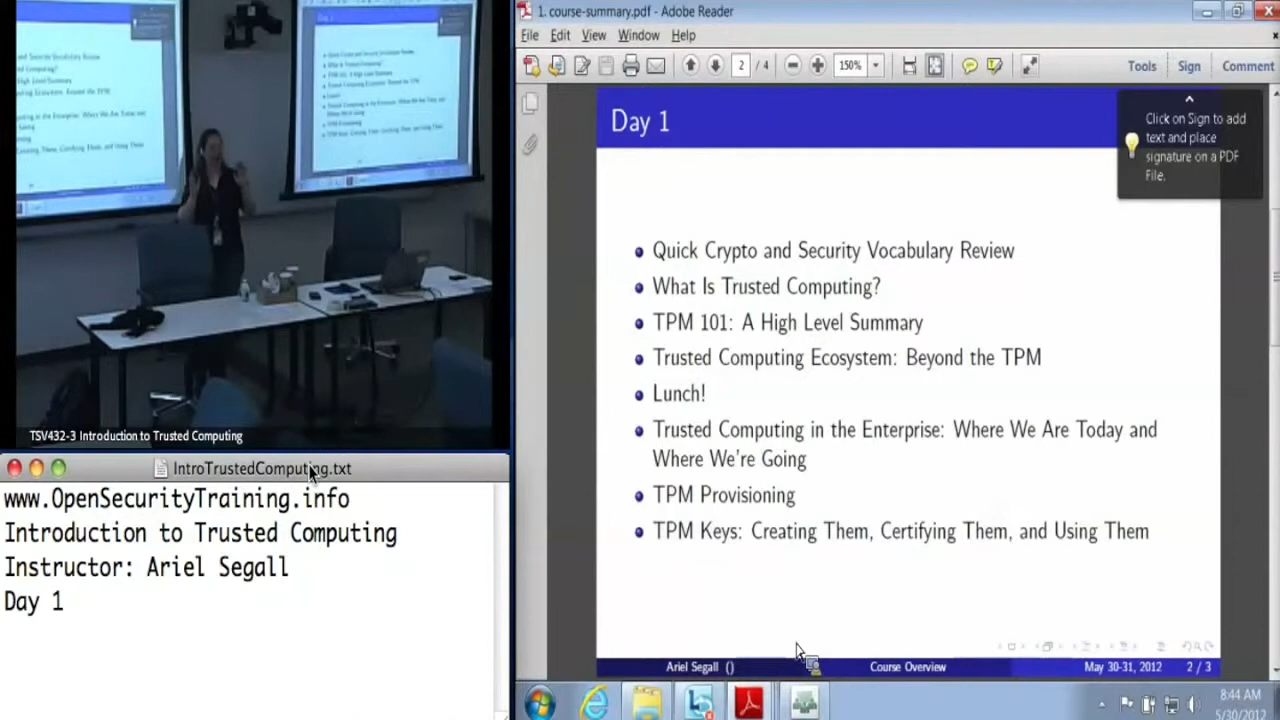 TSV432-3 Introduction to Trusted Computing
IntroTrustedComputing.txt
www.OpenSecurityTraining.info
Introduction to Trusted Computing
Instructor: Ariel Segall
Day 1
1. course-summary.pdf - Adobe Reader
File Edit View Window Help
2 / 4 150% Tools Sign Comment
Day 1
Click on Sign to add
text and place
signature on a PDF
File.
Quick Crypto and Security Vocabulary Review
What Is Trusted Computing?
TPM 101: A High Level Summary
Trusted Computing Ecosystem: Beyond the TPM
Lunch!
Trusted Computing in the Enterprise: Where We Are Today and
Where We're Going
TPM Provisioning
TPM Keys: Creating Them, Certifying Them, and Using Them
Ariel Segall () Course Overview May 30-31, 2012 2 / 3
8:44 AM
5/30/2012